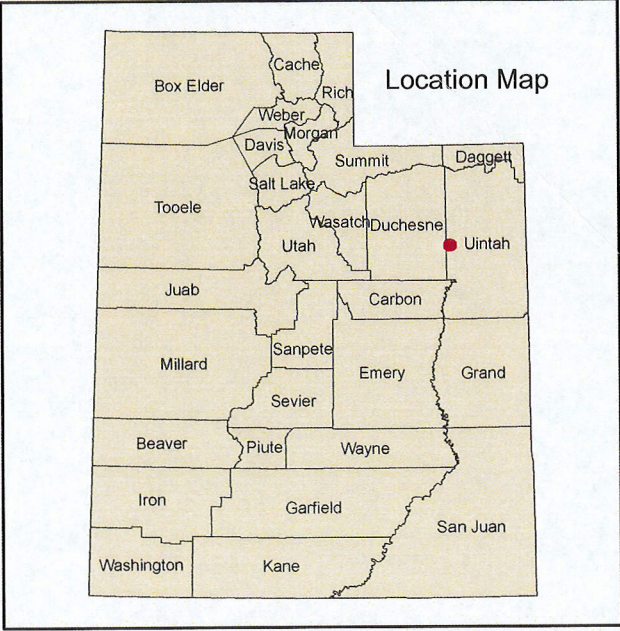 Location Map
Cache
Box Elder
Rich
Weber
Morgan
Davis
Summit
Daggett
Salt Lake
Tooele
Wasatch
Duchesne
Utah
Uintah
Juab
Carbon
Sanpete
Millard
Emery
Grand
Sevier
Beaver
Piute
Wayne
Iron
Garfield
San Juan
Washington
Kane